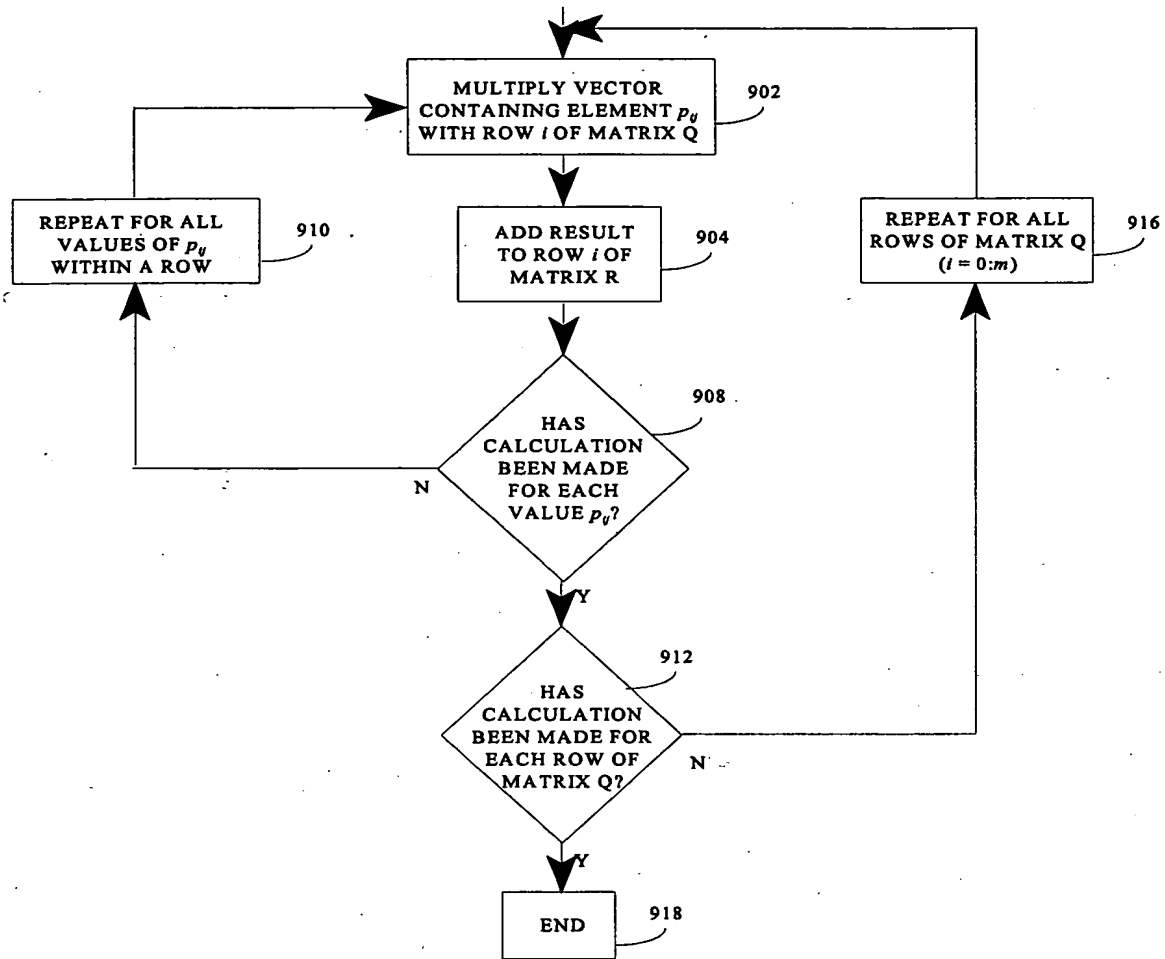 MULTIPLY VECTOR
CONTAINING ELEMENT p_ij
WITH ROW i OF MATRIX Q
902
REPEAT FOR ALL
VALUES OF p_ij
WITHIN A ROW
910
ADD RESULT
TO ROW i OF
MATRIX R
904
REPEAT FOR ALL
ROWS OF MATRIX Q
(i = 0:m)
916
HAS
CALCULATION
BEEN MADE
FOR EACH
VALUE p_ij?
908
N
Y
HAS
CALCULATION
BEEN MADE FOR
EACH ROW OF
MATRIX Q?
912
N
Y
END
918